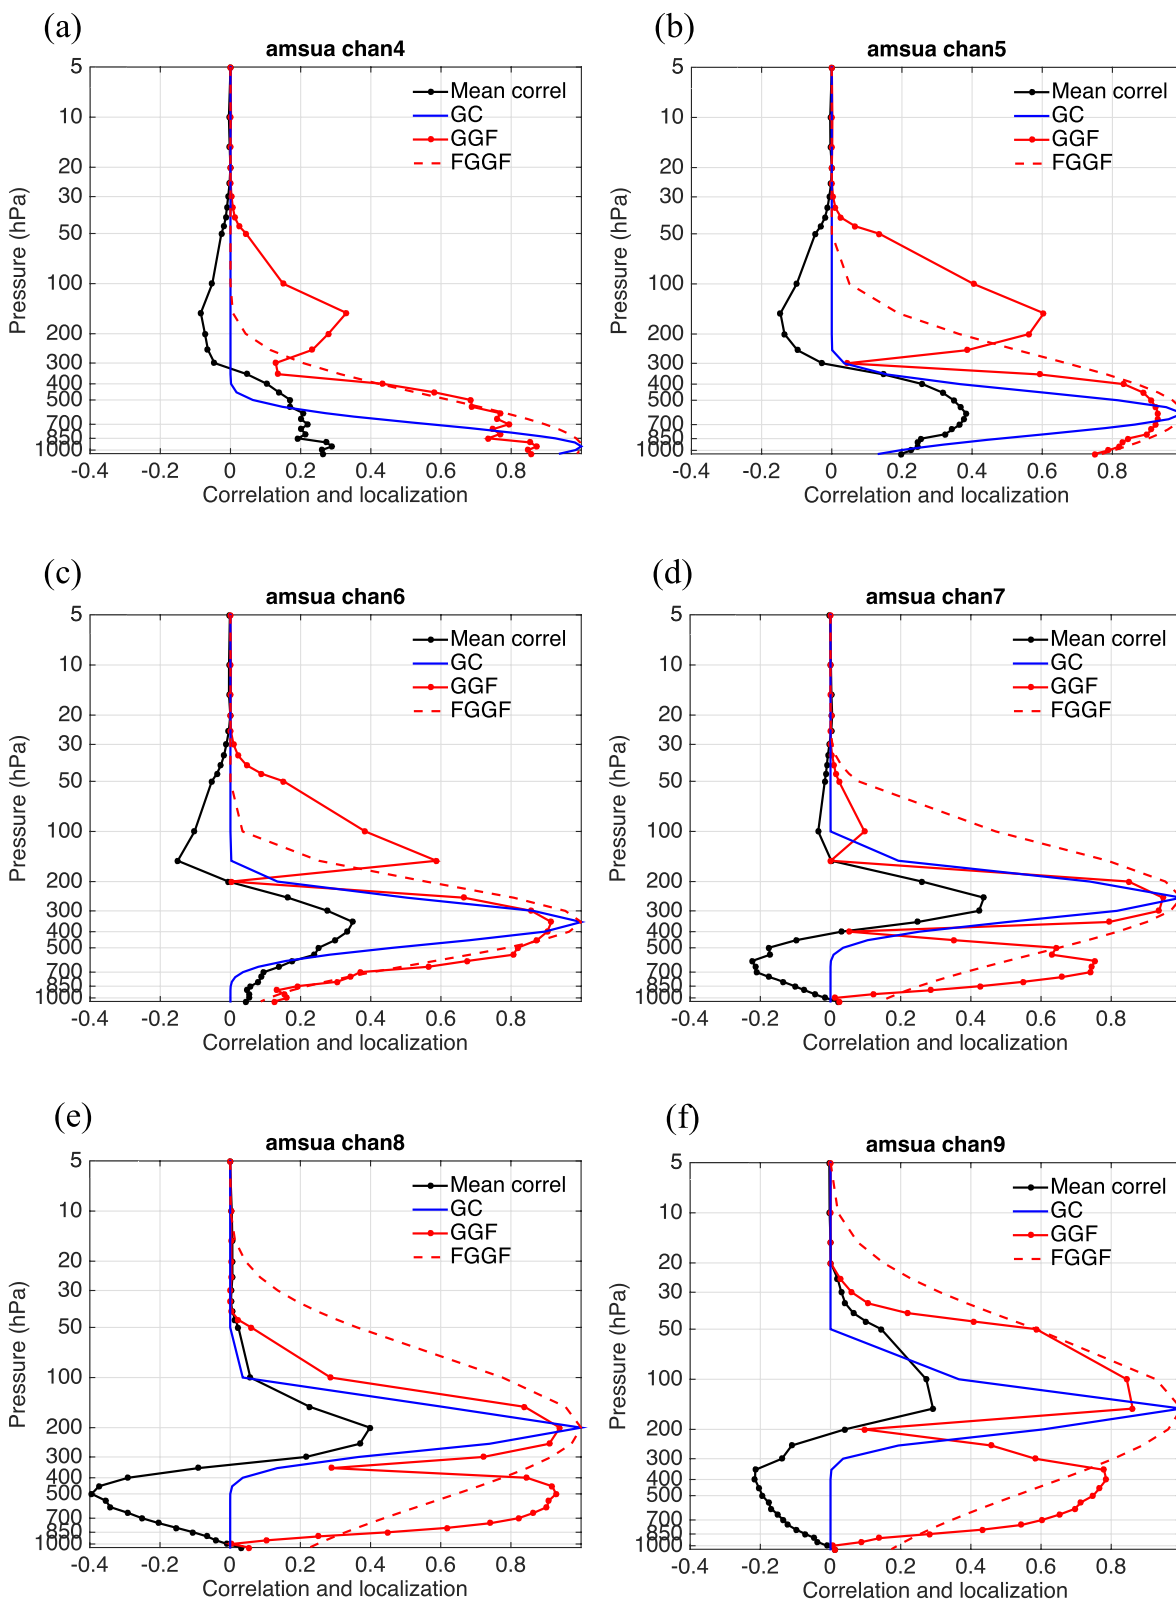 (a)
amsua chan4
Mean correl
GC
GGF
FGGF
5
10
20
30
50
100
200
300
400
500
700
850
1000
Pressure (hPa)
-0.4 -0.2 0 0.2 0.4 0.6 0.8
Correlation and localization
(b)
amsua chan5
Mean correl
GC
GGF
FGGF
5
10
20
30
50
100
200
300
400
500
700
850
1000
Pressure (hPa)
-0.4 -0.2 0 0.2 0.4 0.6 0.8
Correlation and localization
(c)
amsua chan6
Mean correl
GC
GGF
FGGF
5
10
20
30
50
100
200
300
400
500
700
850
1000
Pressure (hPa)
-0.4 -0.2 0 0.2 0.4 0.6 0.8
Correlation and localization
(d)
amsua chan7
Mean correl
GC
GGF
FGGF
5
10
20
30
50
100
200
300
400
500
700
850
1000
Pressure (hPa)
-0.4 -0.2 0 0.2 0.4 0.6 0.8
Correlation and localization
(e)
amsua chan8
Mean correl
GC
GGF
FGGF
5
10
20
30
50
100
200
300
400
500
700
850
1000
Pressure (hPa)
-0.4 -0.2 0 0.2 0.4 0.6 0.8
Correlation and localization
(f)
amsua chan9
Mean correl
GC
GGF
FGGF
5
10
20
30
50
100
200
300
400
500
700
850
1000
Pressure (hPa)
-0.4 -0.2 0 0.2 0.4 0.6 0.8
Correlation and localization